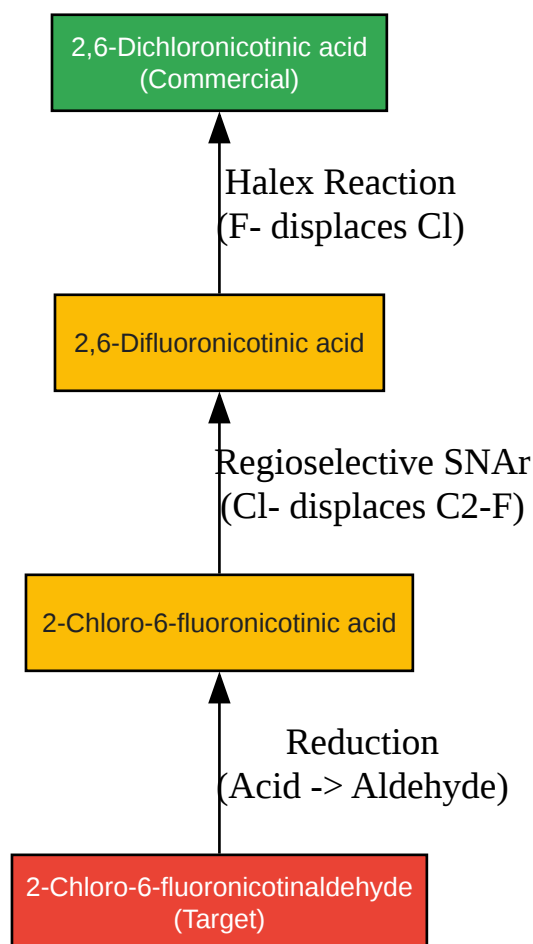 2,6-Dichloronicotinic acid
(Commercial)
Halex Reaction
(F- displaces Cl)
2,6-Difluoronicotinic acid
Regioselective SNAr
(Cl- displaces C2-F)
2-Chloro-6-fluoronicotinic acid
Reduction
(Acid -> Aldehyde)
2-Chloro-6-fluoronicotinaldehyde
(Target)